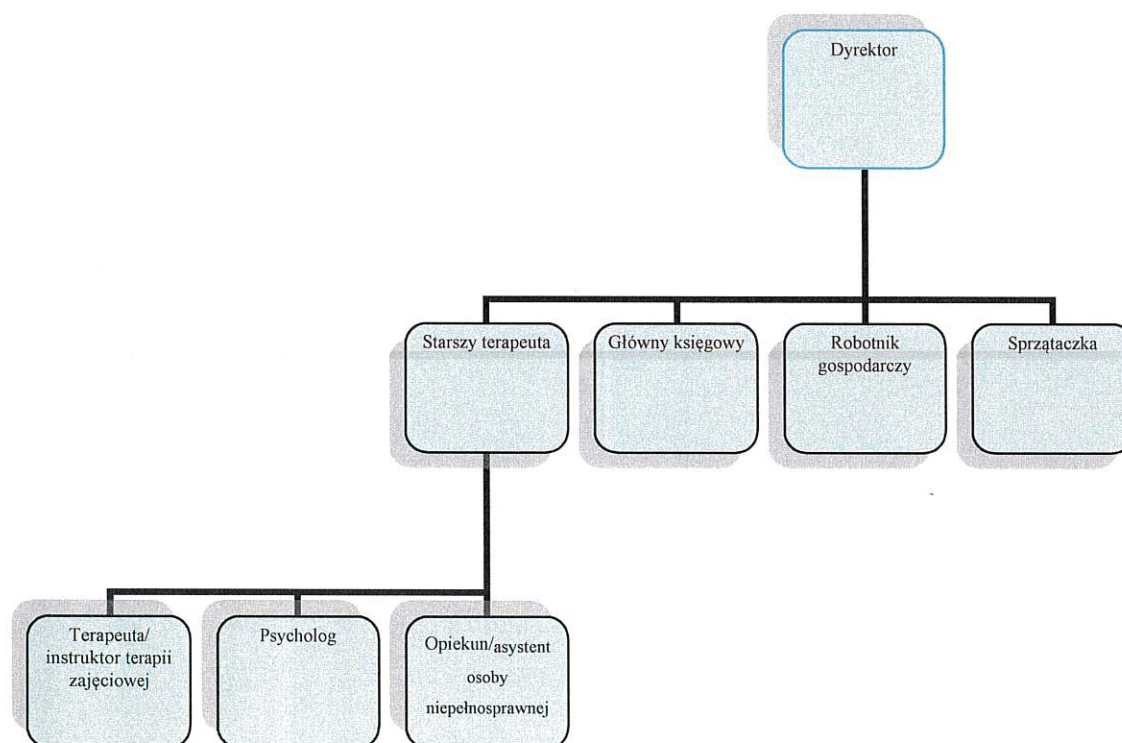 Dyrektor
Starszy terapeuta
Główny księgowy
Robotnik
gospodarczy
Sprzątaczka
Terapeuta/
instruktor terapii
zajęciowej
Psycholog
Opiekun/asystent
osoby
niepełnosprawnej